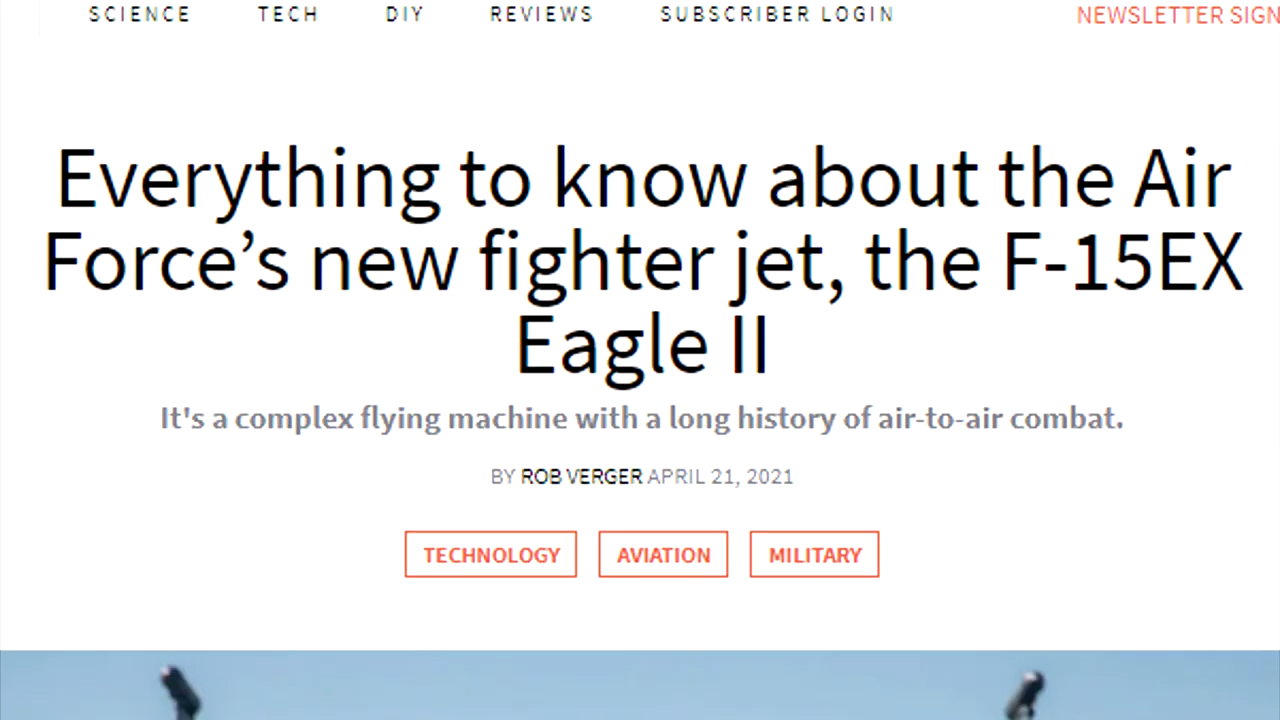 SCIENCE TECH DIY REVIEWS SUBSCRIBER LOGIN NEWSLETTER SIGN
Everything to know about the Air
Force’s new fighter jet, the F-15EX
Eagle II
It's a complex flying machine with a long history of air-to-air combat.
BY ROB VERGER APRIL 21, 2021
TECHNOLOGY AVIATION MILITARY